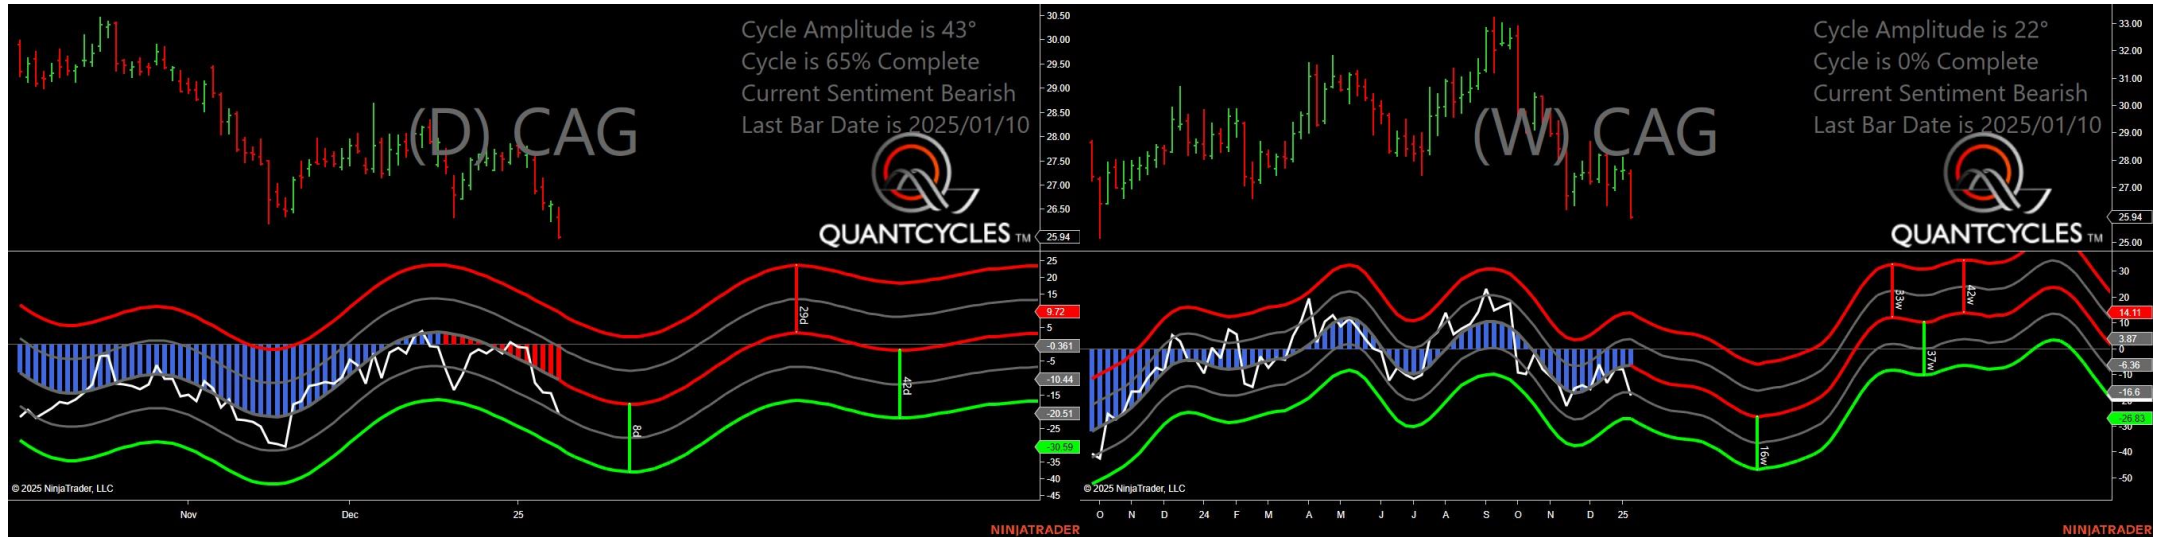 Cycle Amplitude is 43°
Cycle is 65% Complete
Current Sentiment Bearish
Last Bar Date is 2025/01/10
(D) CAG
QUANTCYCLES TM
30.50
30.00
29.50
29.00
28.50
28.00
27.50
27.00
26.50
25.94
25
20
15
9.72
5
-0.361
-5
-10.44
-15
-20.51
-25
-30.59
-35
-40
-45
29d
8d
42d
© 2025 NinjaTrader, LLC
Nov Dec 25
NINJATRADER
Cycle Amplitude is 22°
Cycle is 0% Complete
Current Sentiment Bearish
Last Bar Date is 2025/01/10
(W) CAG
QUANTCYCLES TM
33.00
32.00
31.00
30.00
29.00
28.00
27.00
25.94
25.00
30
20
14.11
10
3.87
0
-6.36
-10
-16.6
-26.83
-30
-40
-50
33w
42w
37w
16w
© 2025 NinjaTrader, LLC
O N D 24 F M A M J J A S O N D 25
NINJATRADER